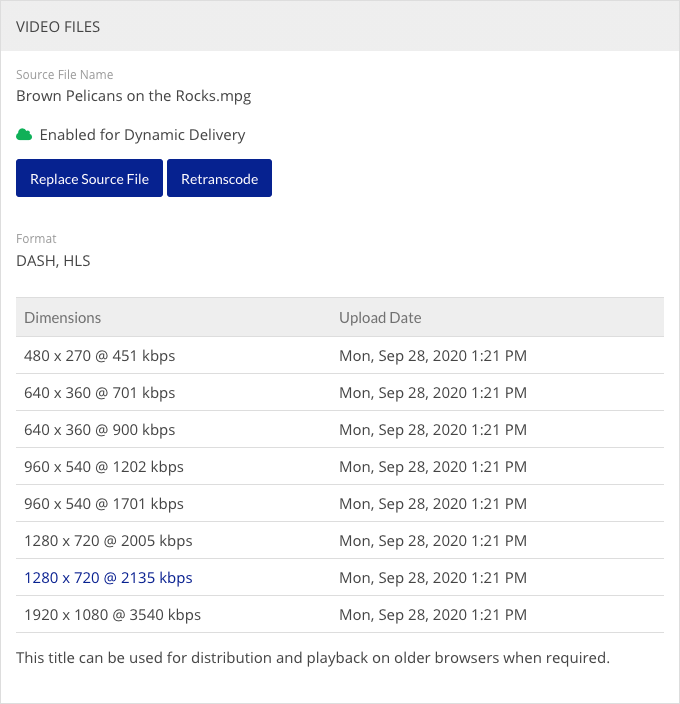 VIDEO FILES
Source File Name
Brown Pelicans on the Rocks.mpg
Enabled for Dynamic Delivery
Replace Source File Retranscode
Format
DASH, HLS
Dimensions Upload Date
480 x 270 @ 451 kbps Mon, Sep 28, 2020 1:21 PM
640 x 360 @ 701 kbps Mon, Sep 28, 2020 1:21 PM
640 x 360 @ 900 kbps Mon, Sep 28, 2020 1:21 PM
960 x 540 @ 1202 kbps Mon, Sep 28, 2020 1:21 PM
960 x 540 @ 1701 kbps Mon, Sep 28, 2020 1:21 PM
1280 x 720 @ 2005 kbps Mon, Sep 28, 2020 1:21 PM
1280 x 720 @ 2135 kbps Mon, Sep 28, 2020 1:21 PM
1920 x 1080 @ 3540 kbps Mon, Sep 28, 2020 1:21 PM
This title can be used for distribution and playback on older browsers when required.